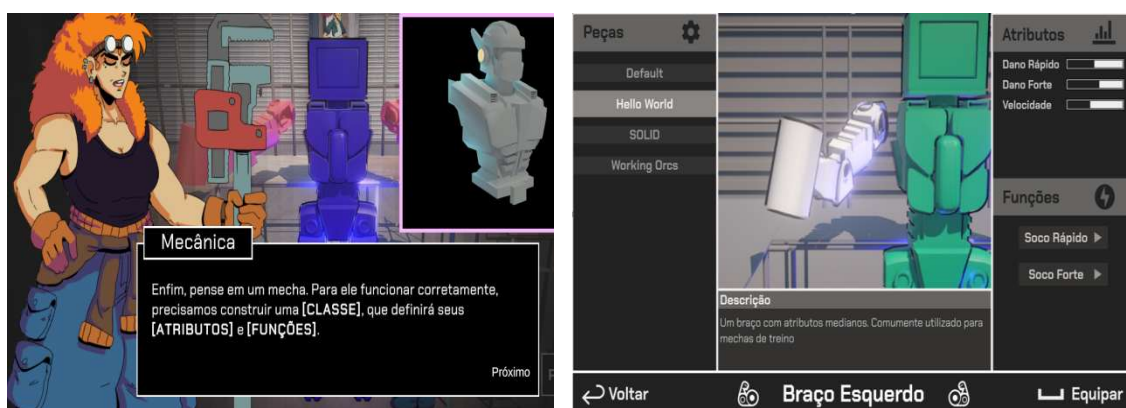 Mecânica
Enfim, pense em um mecha. Para ele funcionar corretamente,
precisamos construir uma [CLASSE], que definirá seus
[ATRIBUTOS] e [FUNÇÕES].
Próximo
Peças
Default
Hello World
SOLID
Working Orcs
Descrição
Um braço com atributos medianos. Comumente utilizado para
mechas de treino
Atributos
Dano Rápido
Dano Forte
Velocidade
Funções
Soco Rápido
Soco Forte
Voltar
Braço Esquerdo
Equipar